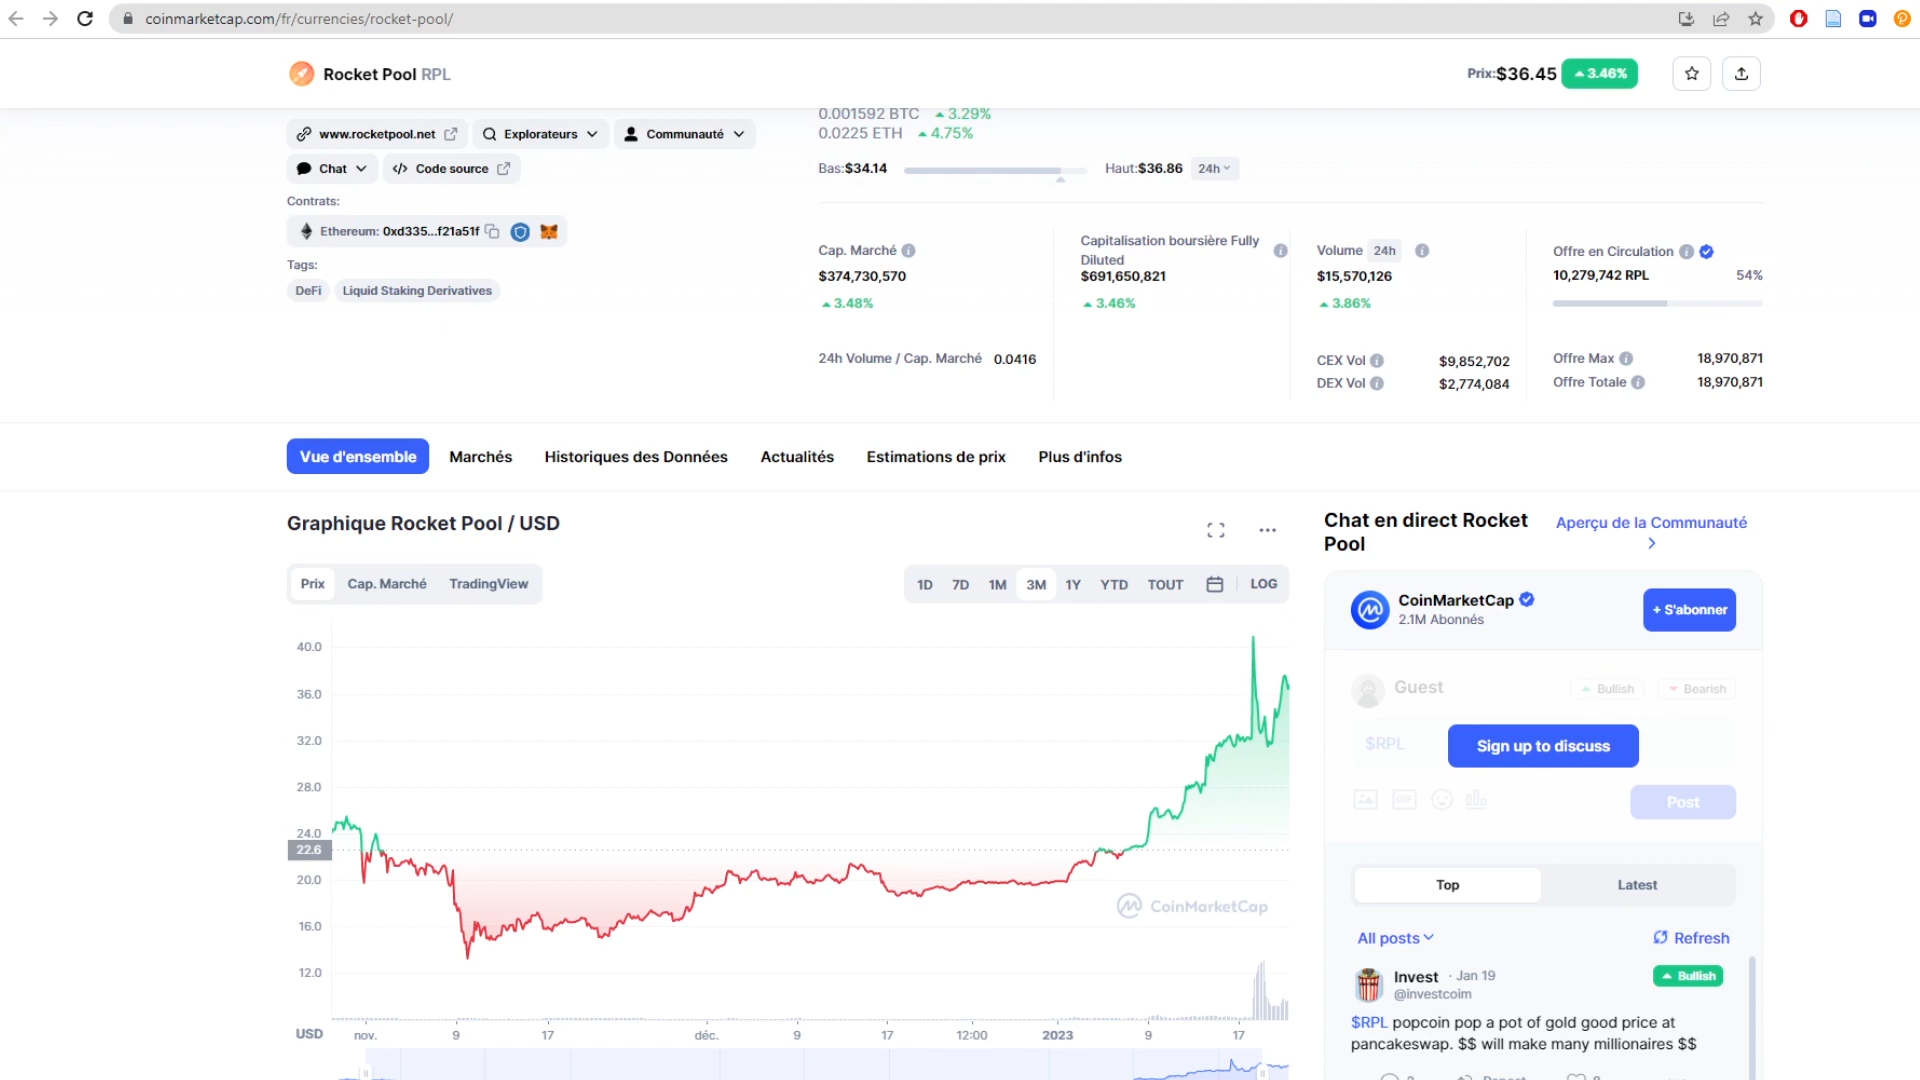 coinmarketcap.com/fr/currencies/rocket-pool/
Rocket Pool RPL
Prix:$36.45 3.46%
0.001592 BTC 3.29%
0.0225 ETH 4.75%
www.rocketpool.net Explorateurs Communauté
Chat Code source
Bas:$34.14 Haut:$36.86 24h
Contrats:
Ethereum: 0xd335...f21a51f
Tags:
DeFi Liquid Staking Derivatives
Cap. Marché
$374,730,570
3.48%
24h Volume / Cap. Marché 0.0416
Capitalisation boursière Fully
Diluted
$691,650,821
3.46%
Volume 24h
$15,570,126
3.86%
CEX Vol $9,852,702
DEX Vol $2,774,084
Offre en Circulation
10,279,742 RPL 54%
Offre Max 18,970,871
Offre Totale 18,970,871
Vue d'ensemble Marchés Historiques des Données Actualités Estimations de prix Plus d'infos
Graphique Rocket Pool / USD
Prix Cap. Marché TradingView
1D 7D 1M 3M 1Y YTD TOUT LOG
40.0
36.0
32.0
28.0
24.0
22.6
20.0
16.0
12.0
CoinMarketCap
USD nov. 9 17 déc. 9 17 12:00 2023 9 17
Chat en direct Rocket
Pool
Aperçu de la Communauté
CoinMarketCap
2.1M Abonnés
+ S'abonner
Guest Bullish Bearish
$RPL
Sign up to discuss
GIF
Post
Top Latest
All posts Refresh
Invest · Jan 19 Bullish
@investcoim
$RPL popcoin pop a pot of gold good price at
pancakeswap. $$ will make many millionaires $$